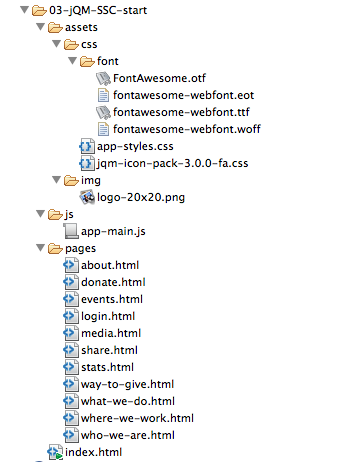 03-jQM-SSC-start
assets
css
font
FontAwesome.otf
fontawesome-webfont.eot
fontawesome-webfont.ttf
fontawesome-webfont.woff
app-styles.css
jqm-icon-pack-3.0.0-fa.css
img
logo-20x20.png
js
app-main.js
pages
about.html
donate.html
events.html
login.html
media.html
share.html
stats.html
way-to-give.html
what-we-do.html
where-we-work.html
who-we-are.html
index.html